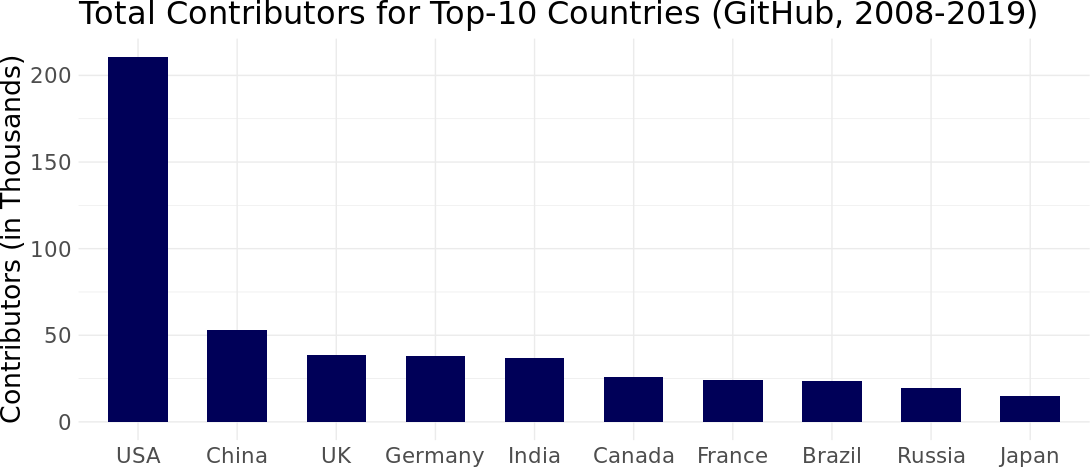 Total Contributors for Top-10 Countries (GitHub, 2008-2019)
Contributors (in Thousands)
200
150
100
50
0
USA China UK Germany India Canada France Brazil Russia Japan